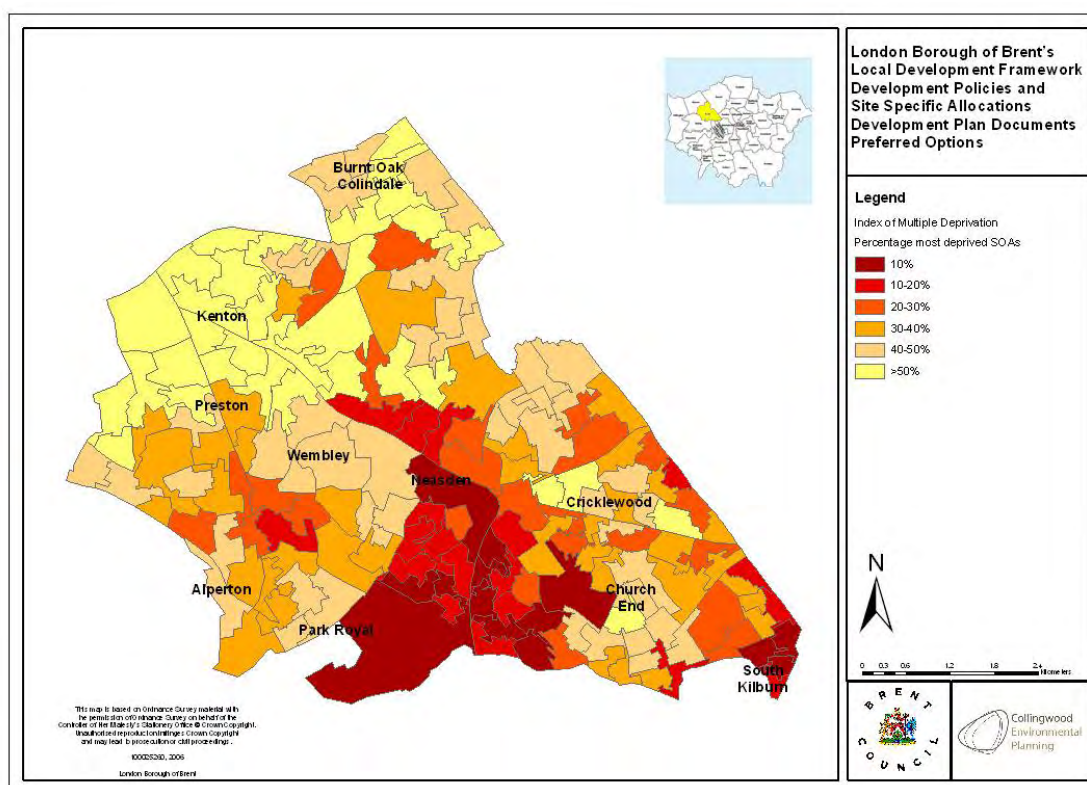 London Borough of Brent's
Local Development Framework
Development Policies and
Site Specific Allocations
Development Plan Documents
Preferred Options
Legend
Index of Multiple Deprivation
Percentage most deprived SOAs
10%
10-20%
20-30%
30-40%
40-50%
>50%
Burnt Oak
Colindale
Kenton
Preston
Wembley
Neasden
Cricklewood
Alperton
Church
End
Park Royal
South
Kilburn
N
0 0.3 0.6 1.2 1.8 2.4
Kilometers
This map is based on Ordnance Survey material with
the permission of Ordnance Survey on behalf of the
Controller of Her Majesty's Stationery Office © Crown Copyright.
Unauthorised reproduction infringes Crown Copyright
and may lead to prosecution or civil proceedings.
London Borough of Brent
BRENT
COUNCIL
Collingwood
Environmental
Planning